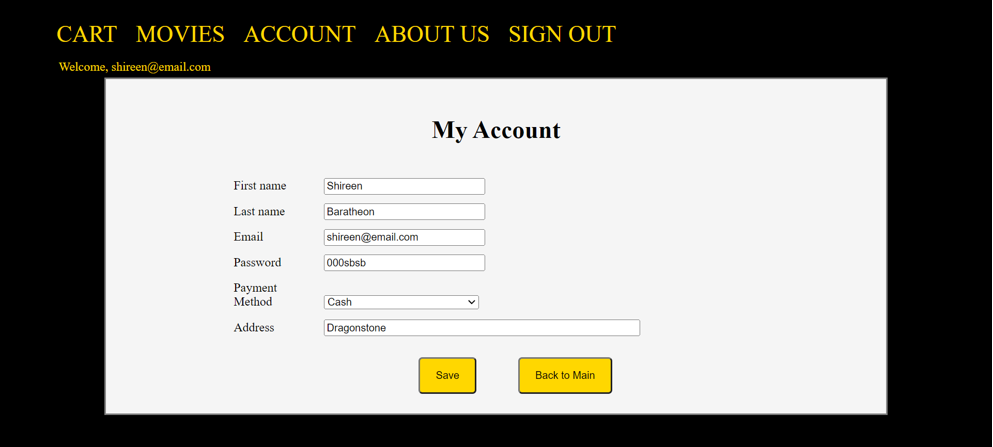 CART MOVIES ACCOUNT ABOUT US SIGN OUT
Welcome, shireen@email.com
My Account
First name Shireen
Last name Baratheon
Email shireen@email.com
Password 000sbsb
Payment
Method Cash
Address Dragonstone
Save Back to Main